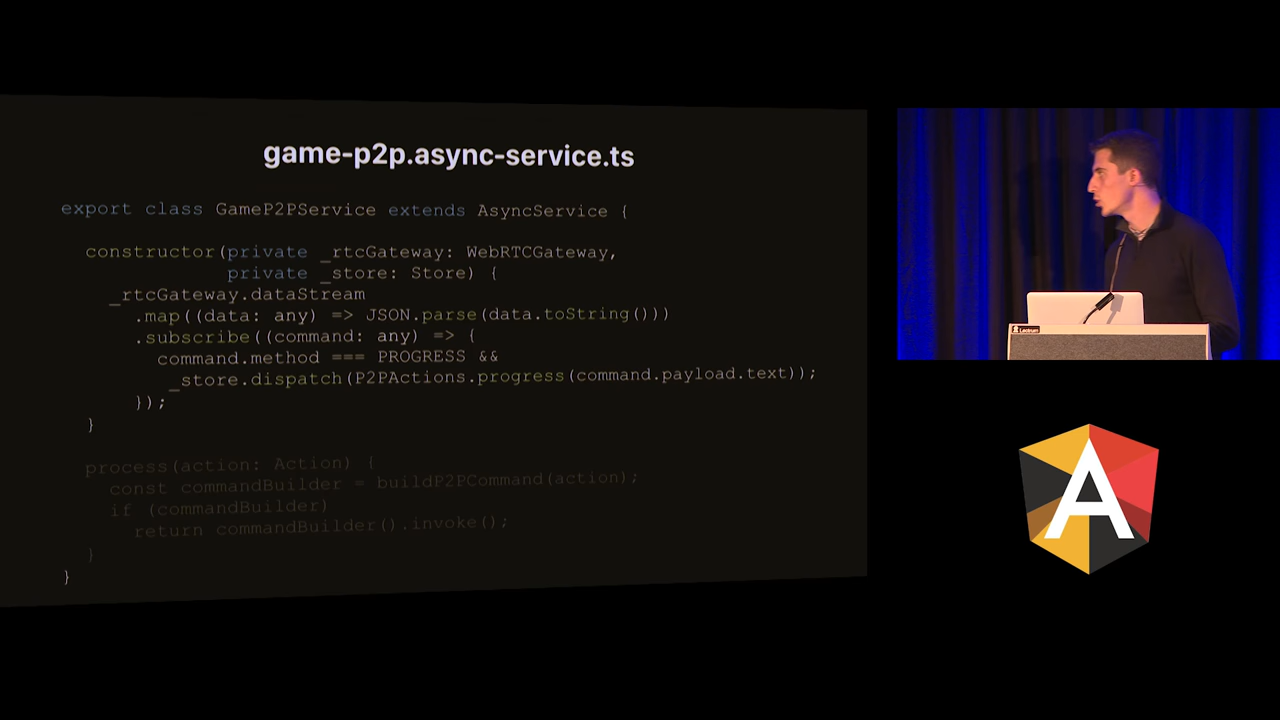 game-p2p.async-service.ts
export class GameP2PService extends AsyncService {
constructor(private _rtcGateway: WebRTCGateway,
private _store: Store) {
_rtcGateway.dataStream
.map((data: any) => JSON.parse(data.toString()))
.subscribe((command: any) => {
command.method === PROGRESS &&
_store.dispatch(P2PActions.progress(command.payload.text));
});
}
process(action: Action) {
const commandBuilder = buildP2PCommand(action);
if (commandBuilder)
return commandBuilder().invoke();
}
}
Lectrum
A